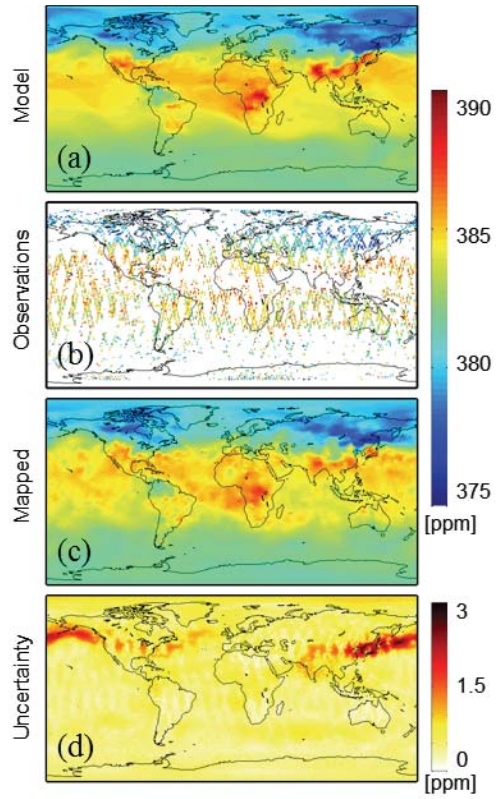 Model
(a)
Observations
(b)
Mapped
(c)
Uncertainty
(d)
390
385
380
375
[ppm]
3
1.5
0
[ppm]